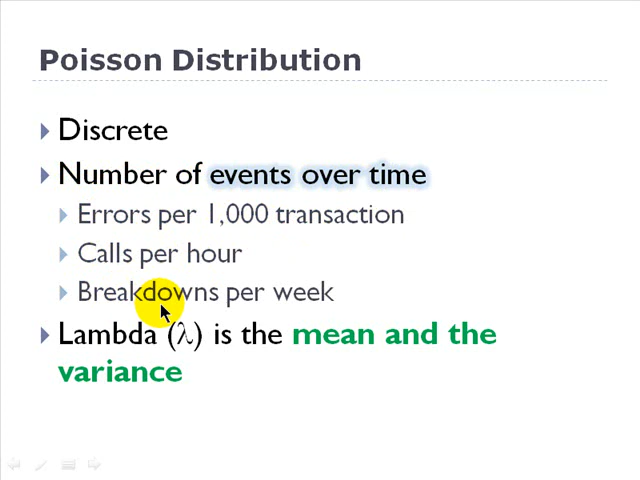 Poisson Distribution
Discrete
Number of events over time
Errors per 1,000 transaction
Calls per hour
Breakdowns per week
Lambda (λ) is the mean and the
variance